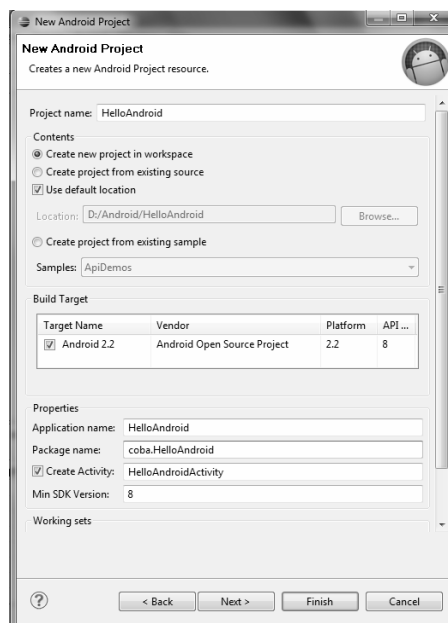 New Android Project
New Android Project
Creates a new Android Project resource.
Project name: HelloAndroid
Contents
Create new project in workspace
Create project from existing source
Use default location
Location: D:/Android/HelloAndroid Browse...
Create project from existing sample
Samples: ApiDemos
Build Target
Target Name Vendor Platform API ...
Android 2.2 Android Open Source Project 2.2 8
Properties
Application name: HelloAndroid
Package name: coba.HelloAndroid
Create Activity: HelloAndroidActivity
Min SDK Version: 8
Working sets
? < Back Next > Finish Cancel